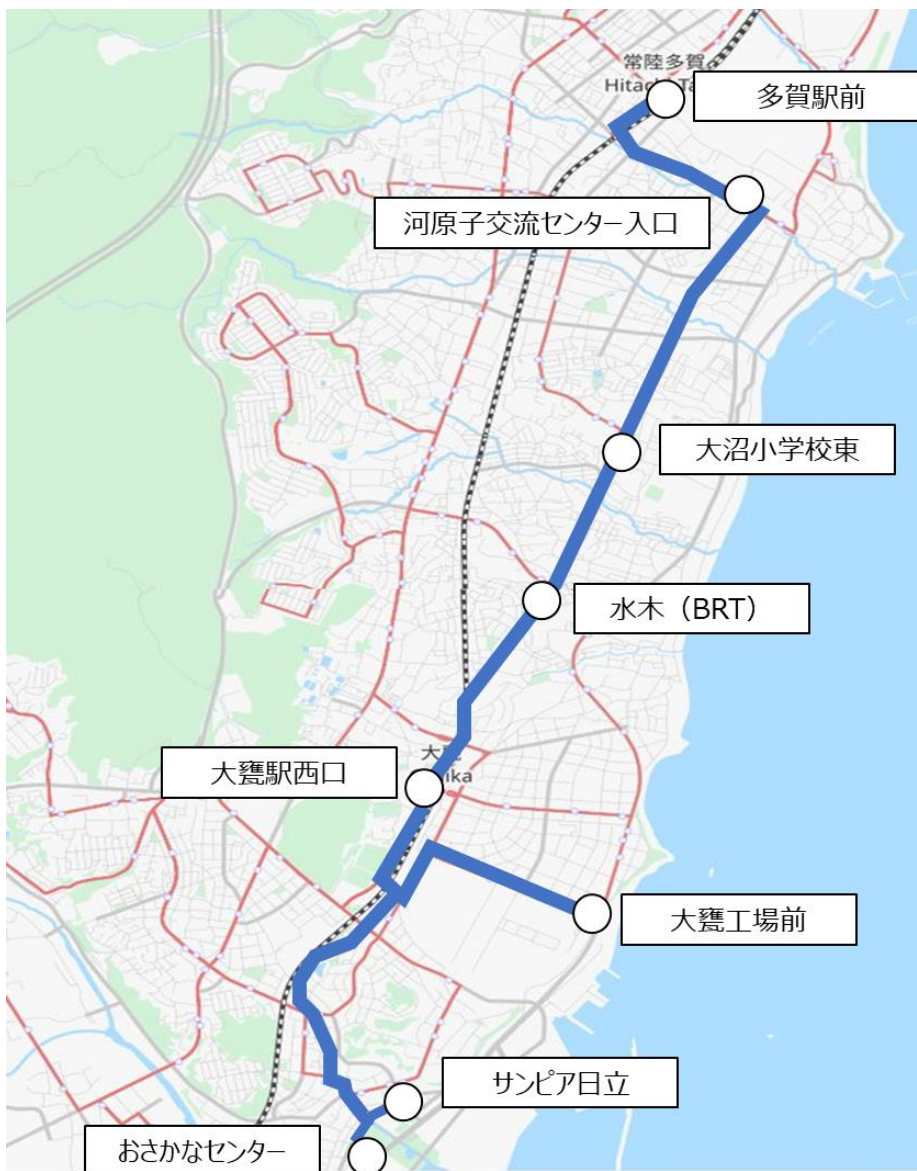 常陸多賀
多賀駅前
河原子交流センター入口
大沼小学校東
水木（BRT）
大甕駅西口
大甕工場前
サンピア日立
おさかなセンター